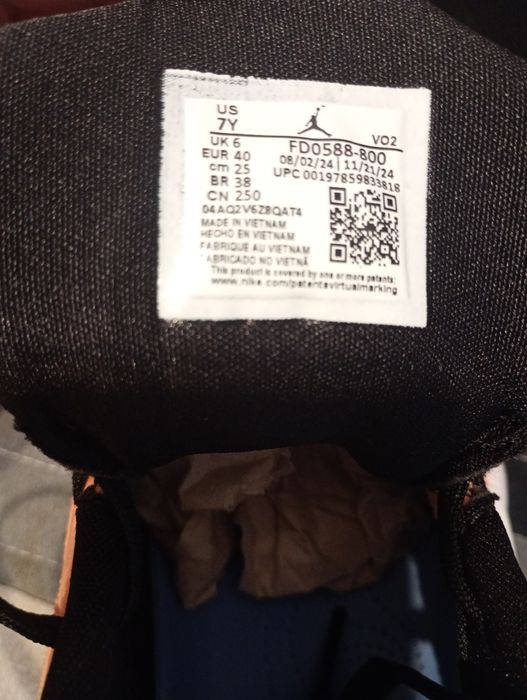 US
7Y
UK 6
EUR 40
cm 25
BR 38
CN 250
VO2
FD0588-800
08/02/24 | 11/21/24
UPC 00197859833818
04AQ2V6Z8QAT4
MADE IN VIETNAM
HECHO EN VIETNAM
FABRIQUE AU VIETNAM
FABRICADO NO VIETNÃ
This product is covered by one or more patents:
www.nike.com/patentsvirtualmarking